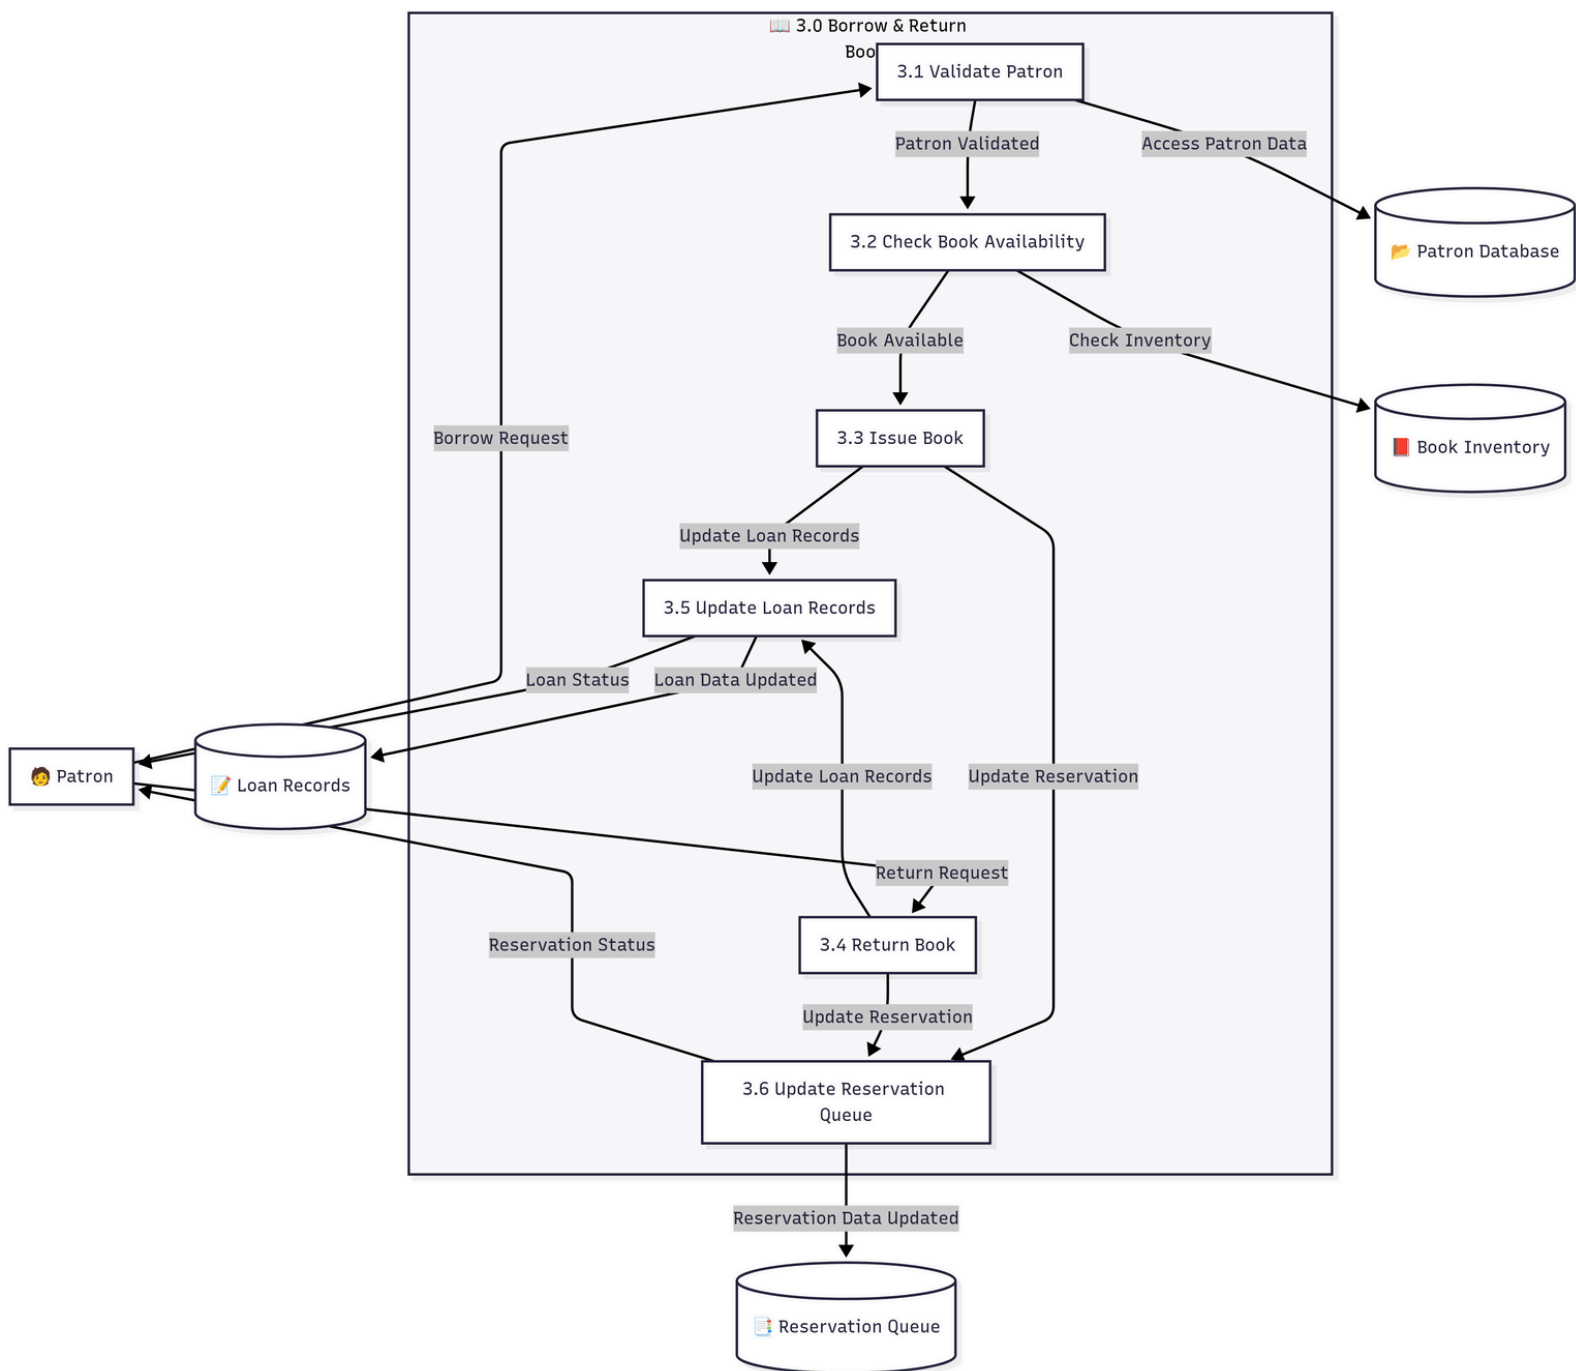 📖 3.0 Borrow & Return
Boo
3.1 Validate Patron
Patron Validated
Access Patron Data
3.2 Check Book Availability
📂 Patron Database
Book Available
Check Inventory
Borrow Request
3.3 Issue Book
📕 Book Inventory
Update Loan Records
3.5 Update Loan Records
Loan Status
Loan Data Updated
🧑 Patron
📝 Loan Records
Update Loan Records
Update Reservation
Return Request
Reservation Status
3.4 Return Book
Update Reservation
3.6 Update Reservation
Queue
Reservation Data Updated
📑 Reservation Queue